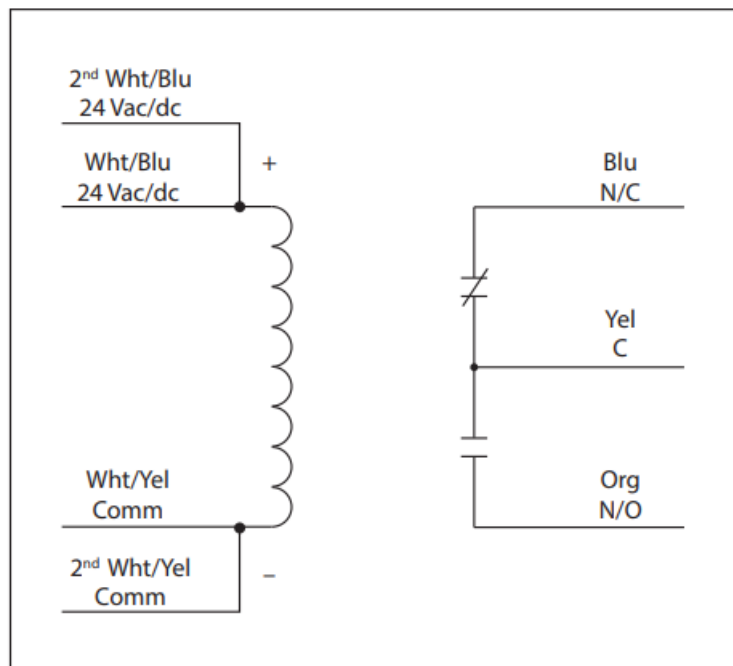 2nd Wht/Blu
24 Vac/dc
Wht/Blu
24 Vac/dc
+
Blu
N/C
Yel
C
Wht/Yel
Comm
Org
N/O
2nd Wht/Yel
Comm
–